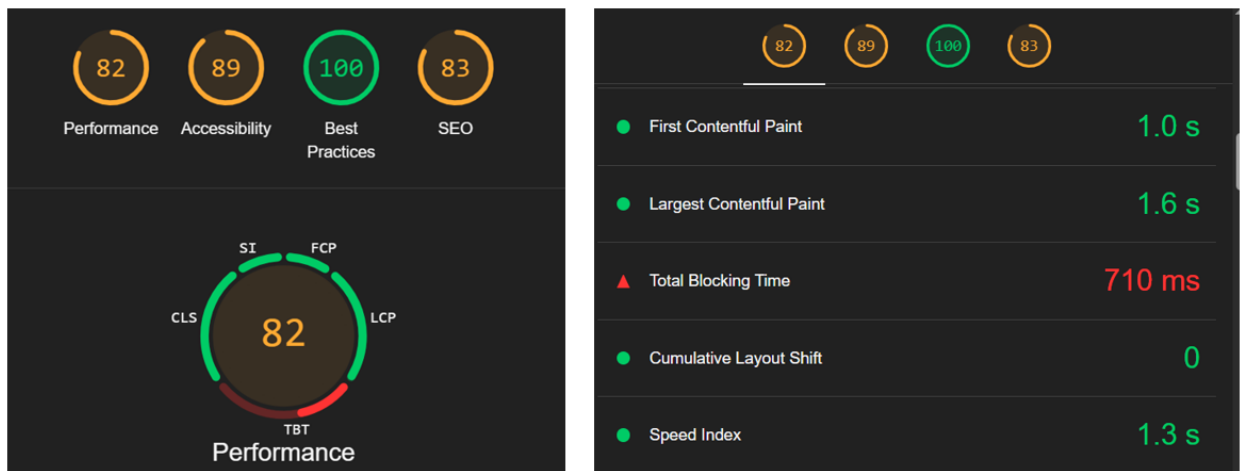 82 89 100 83
Performance Accessibility Best Practices SEO
SI FCP
CLS LCP
82
TBT
Performance
82 89 100 83
First Contentful Paint 1.0 s
Largest Contentful Paint 1.6 s
Total Blocking Time 710 ms
Cumulative Layout Shift 0
Speed Index 1.3 s